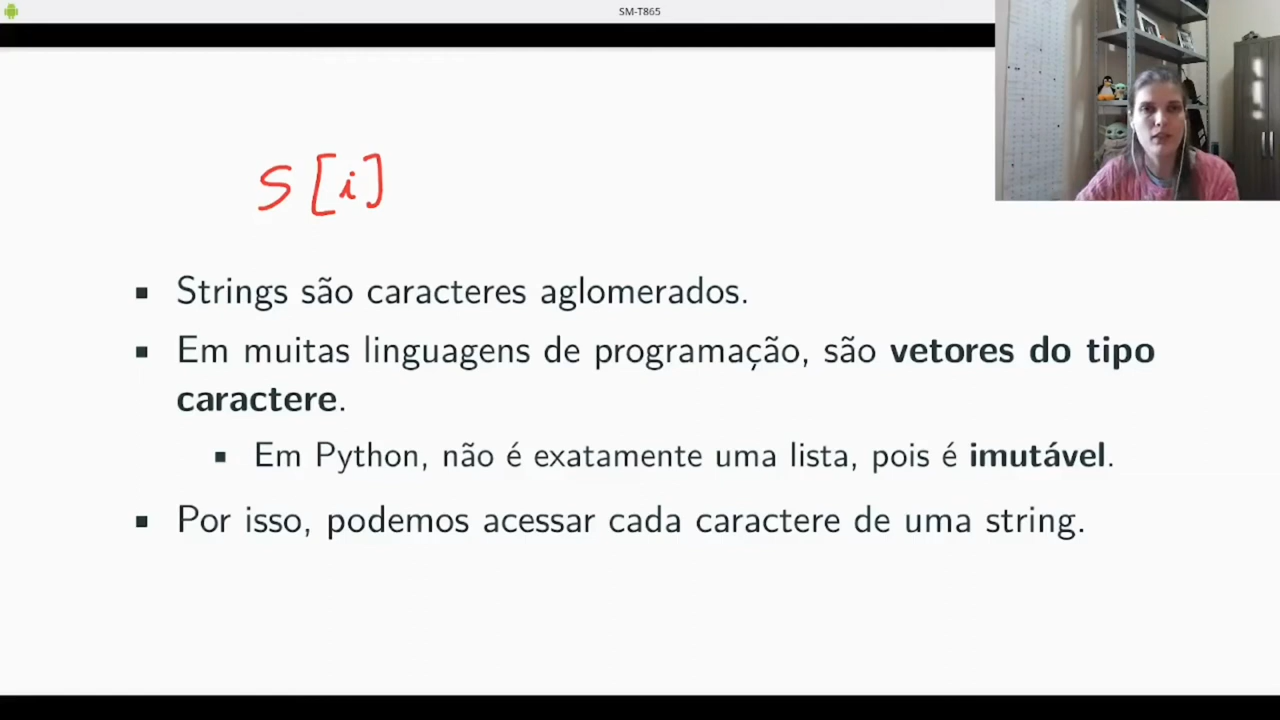 SM-T865
S[i]
▪ Strings são caracteres aglomerados.
▪ Em muitas linguagens de programação, são vetores do tipo
caractere.
▪ Em Python, não é exatamente uma lista, pois é imutável.
▪ Por isso, podemos acessar cada caractere de uma string.